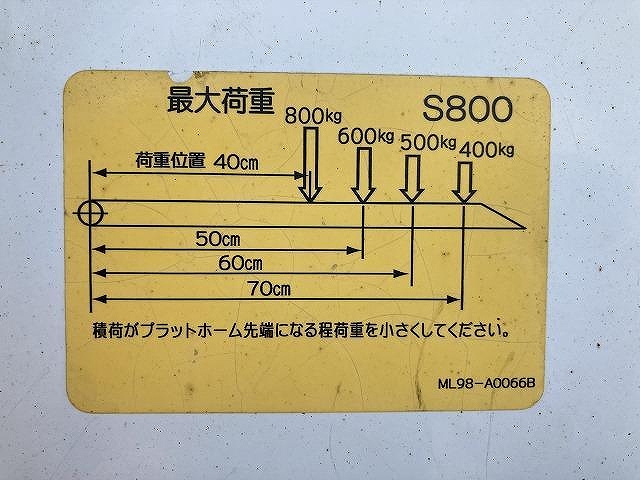 最大荷重
S800
800kg
600kg
500kg
400kg
荷重位置 40cm
50cm
60cm
70cm
積荷がプラットホーム先端になる程荷重を小さくしてください。
ML98-A0066B